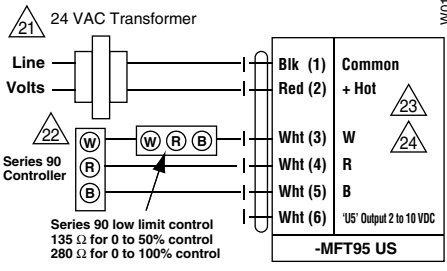 21 24 VAC Transformer
W01
Line
Volts
Blk (1) Common
Red (2) + Hot
23
22
W
R
B
W R B
Wht (3) W
24
Series 90
Controller
Wht (4) R
Wht (5) B
Wht (6) 'U5' Output 2 to 10 VDC
Series 90 low limit control
135 Ω for 0 to 50% control
280 Ω for 0 to 100% control
-MFT95 US